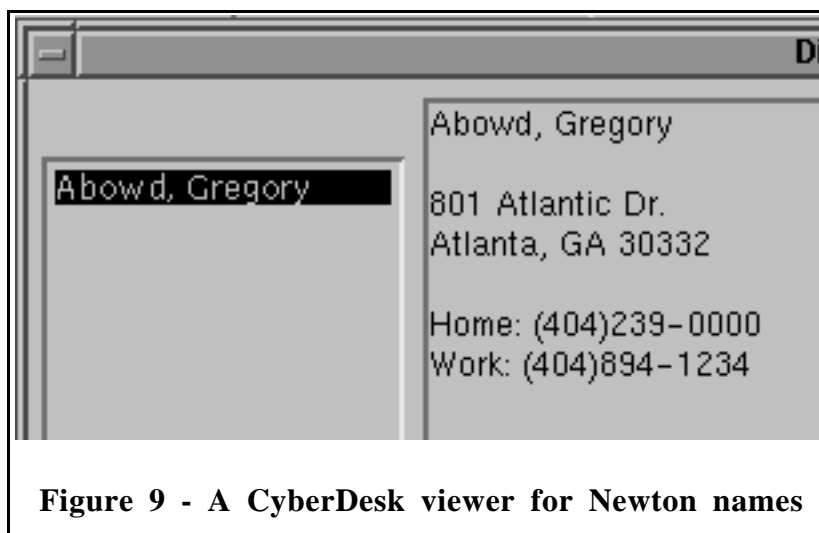 Di
Abowd, Gregory
Abowd, Gregory
801 Atlantic Dr.
Atlanta, GA 30332
Home: (404)239-0000
Work: (404)894-1234
Figure 9 - A CyberDesk viewer for Newton names